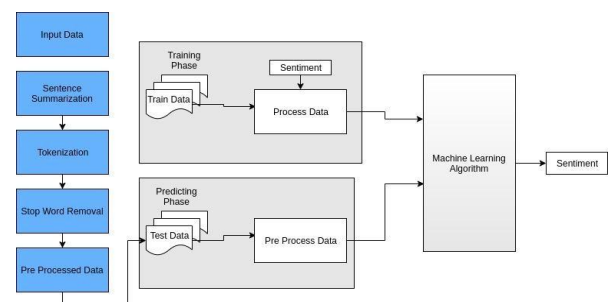 Input Data
Sentence
Summarization
Tokenization
Stop Word Removal
Pre Processed Data
Training
Phase
Train Data
Sentiment
Process Data
Predicting
Phase
Test Data
Pre Process Data
Machine Learning
Algorithm
Sentiment